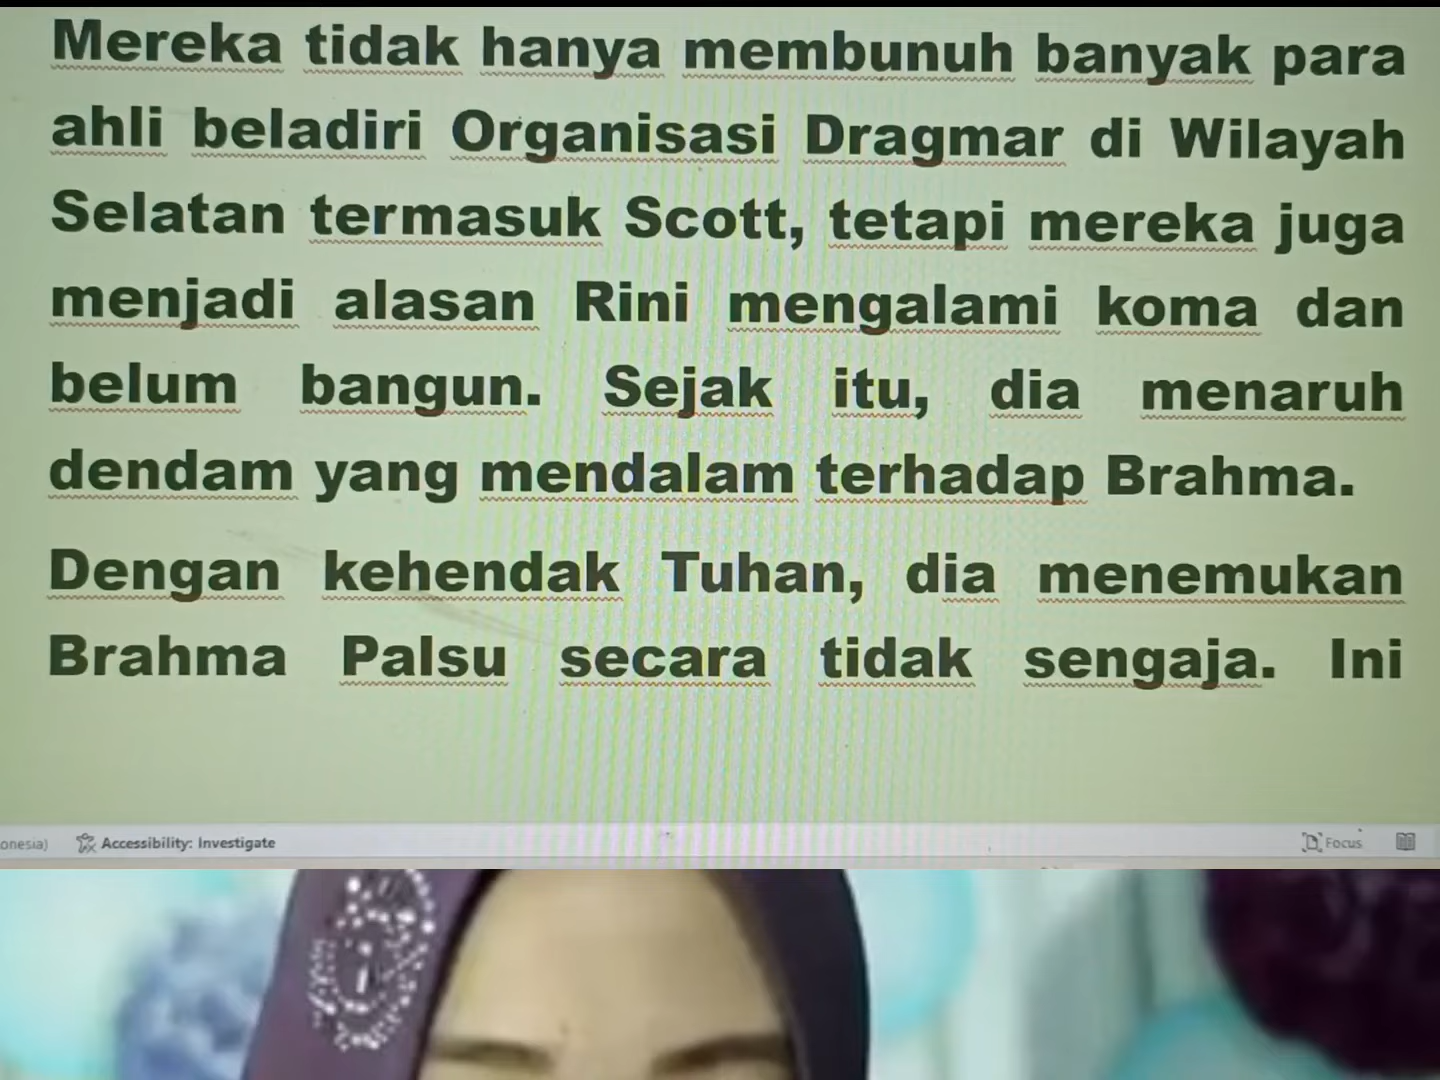 Mereka tidak hanya membunuh banyak para
ahli beladiri Organisasi Dragmar di Wilayah
Selatan termasuk Scott, tetapi mereka juga
menjadi alasan Rini mengalami koma dan
belum bangun. Sejak itu, dia menaruh
dendam yang mendalam terhadap Brahma.
Dengan kehendak Tuhan, dia menemukan
Brahma Palsu secara tidak sengaja. Ini
onesia) Accessibility: Investigate Focus